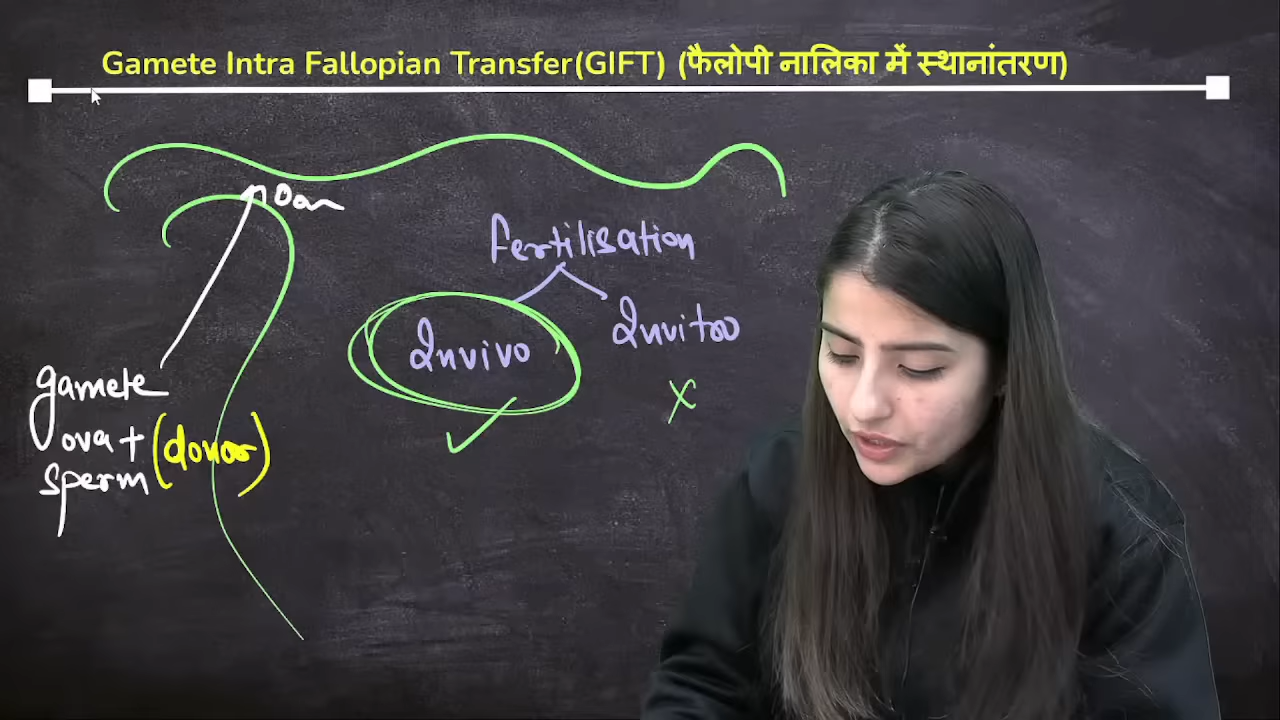 Gamete Intra Fallopian Transfer(GIFT) (फैलोपी नालिका में स्थानांतरण)
fertilisation
Invivo
Invitro
gamete
ova +
(donor)
sperm